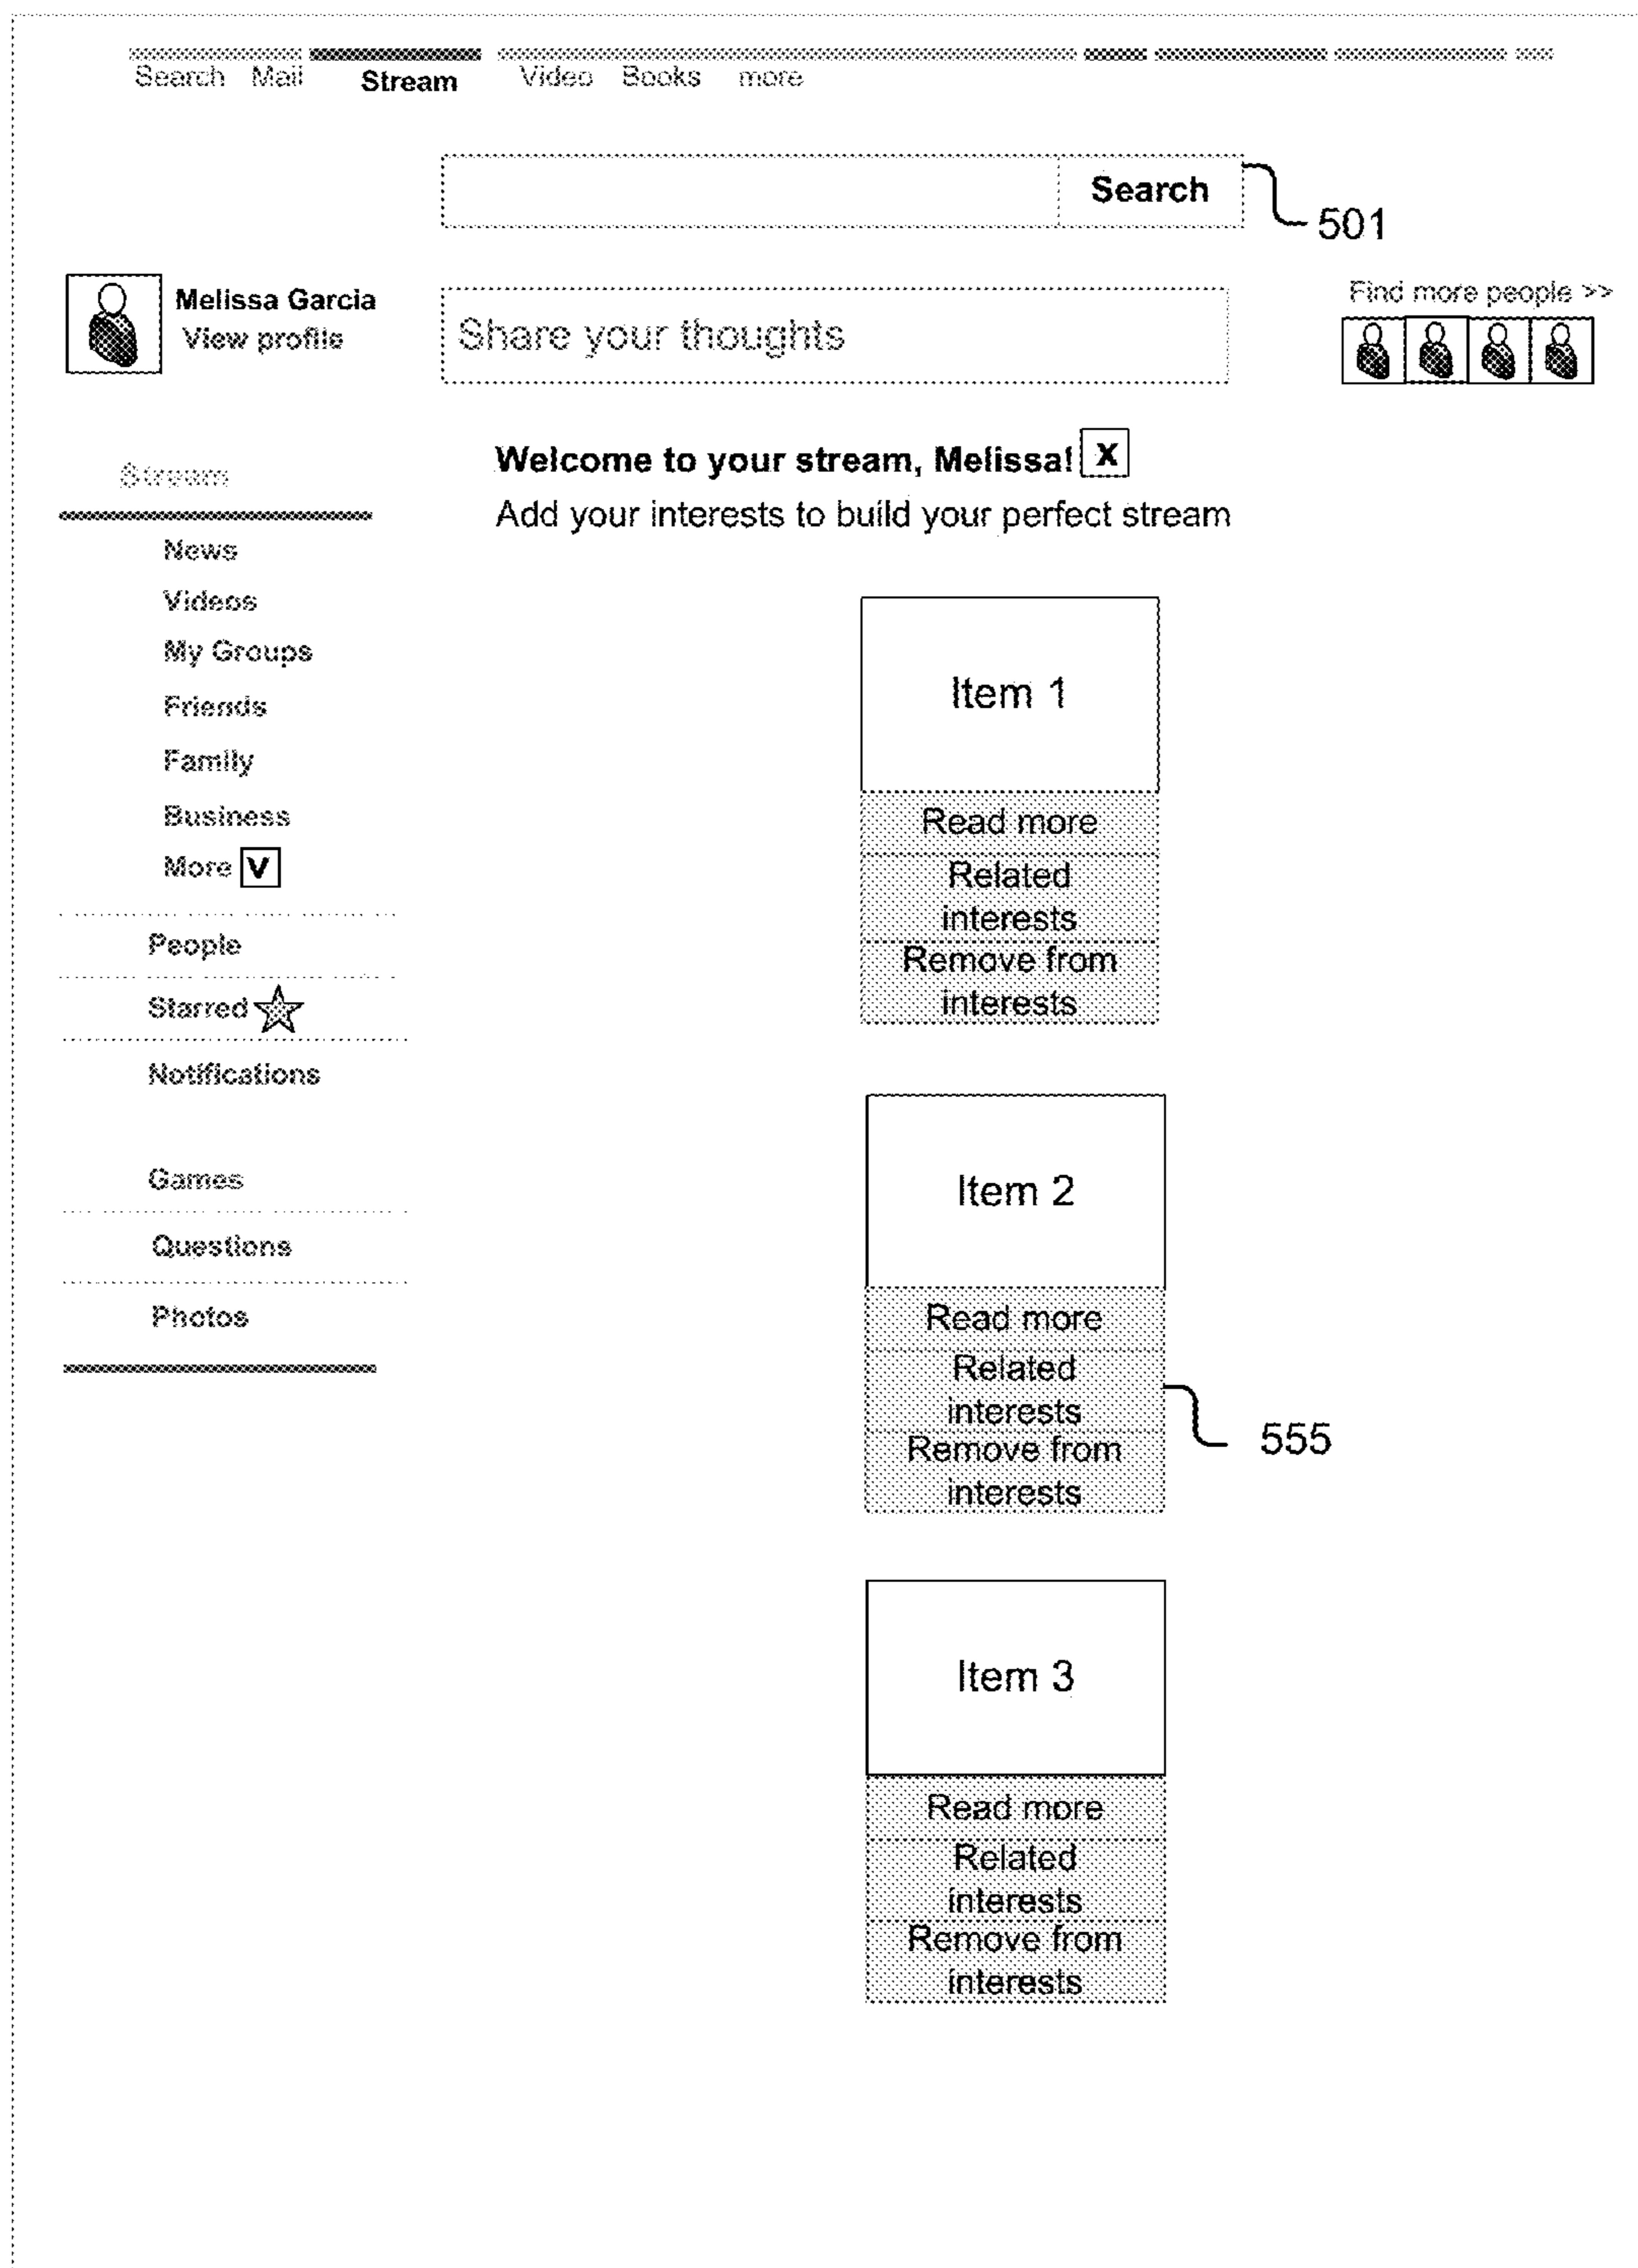 Search Mail Stream Video Books more
Search
501
Melissa Garcia
View profile
Share your thoughts
Find more people >>
Welcome to your stream, Melissa! X
Add your interests to build your perfect stream
Stream
News
Videos
My Groups
Friends
Family
Business
More V
People
Starred
Notifications
Games
Questions
Photos
Item 1
Read more
Related
interests
Remove from
interests
Item 2
Read more
Related
interests
Remove from
interests
555
Item 3
Read more
Related
interests
Remove from
interests